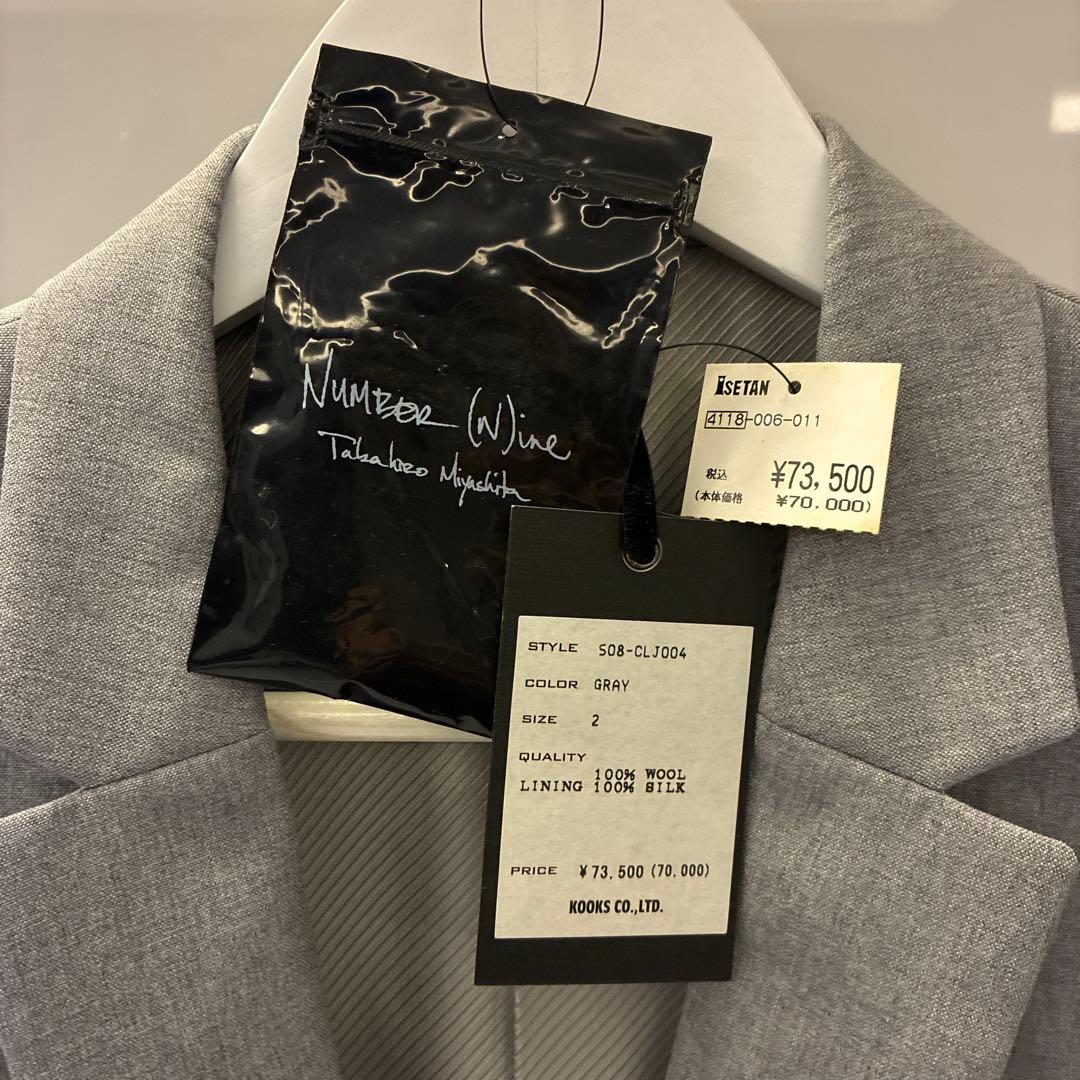 NUMBER (N)ine
Takahiro Miyashita
ISETAN
4118-006-011
税込 ¥73,500
(本体価格 ¥70,000)
STYLE S08-CLJ004
COLOR GRAY
SIZE 2
QUALITY
100% WOOL
LINING 100% SILK
PRICE ¥73,500 (70,000)
KOOKS CO.,LTD.